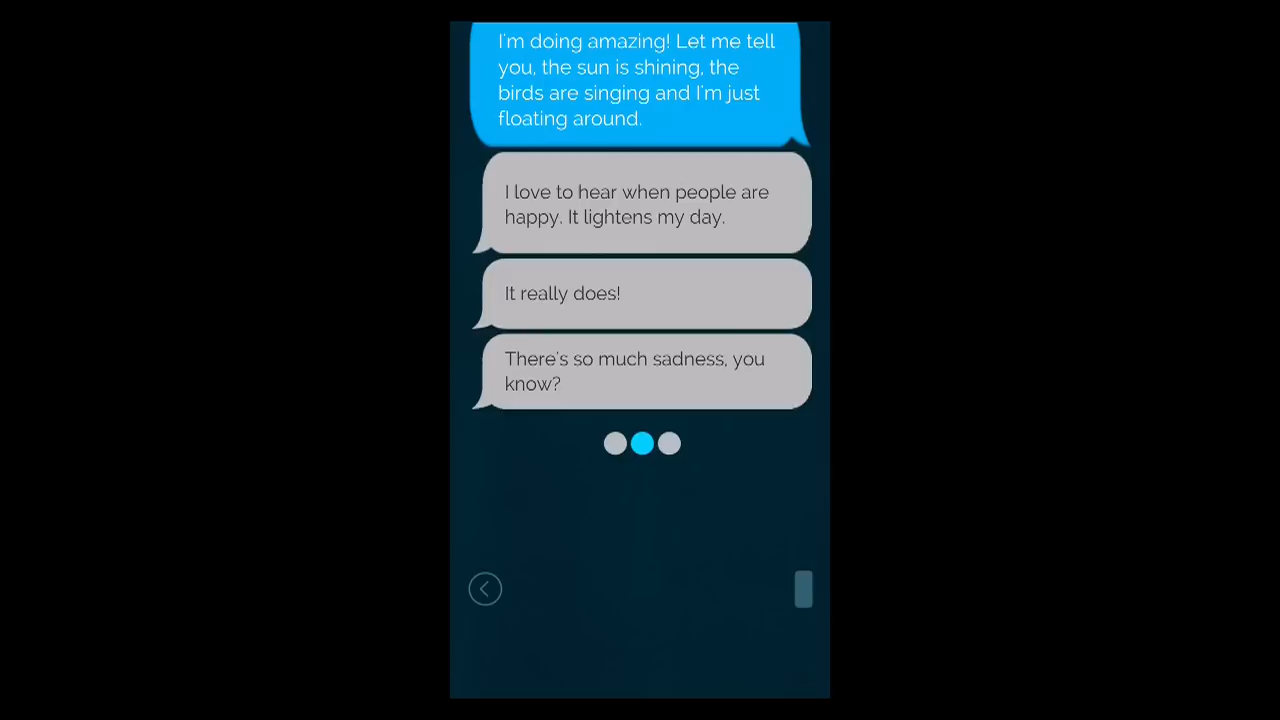 I'm doing amazing! Let me tell
you, the sun is shining, the
birds are singing and I'm just
floating around.
I love to hear when people are
happy. It lightens my day.
It really does!
There's so much sadness, you
know?